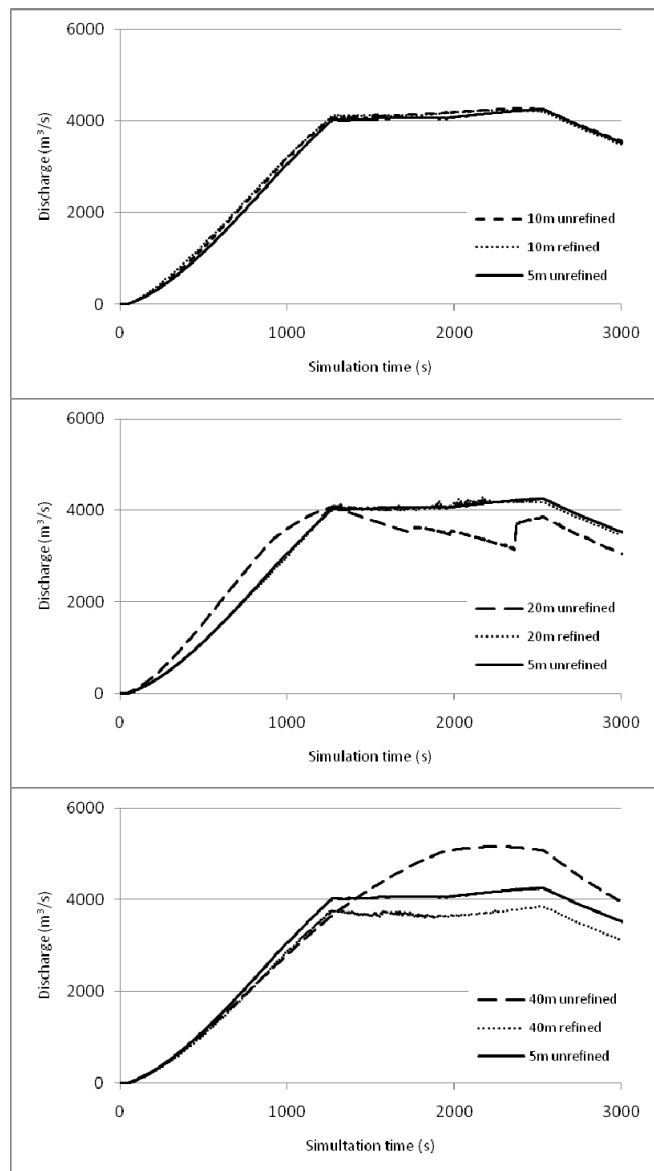 6000
4000
2000
0
Discharge (m³/s)
10m unrefined
10m refined
5m unrefined
0 1000 2000 3000
Simulation time (s)
6000
4000
2000
0
Discharge (m³/s)
20m unrefined
20m refined
5m unrefined
0 1000 2000 3000
Simulation time (s)
6000
4000
2000
0
Discharge (m³/s)
40m unrefined
40m refined
5m unrefined
0 1000 2000 3000
Simultation time (s)